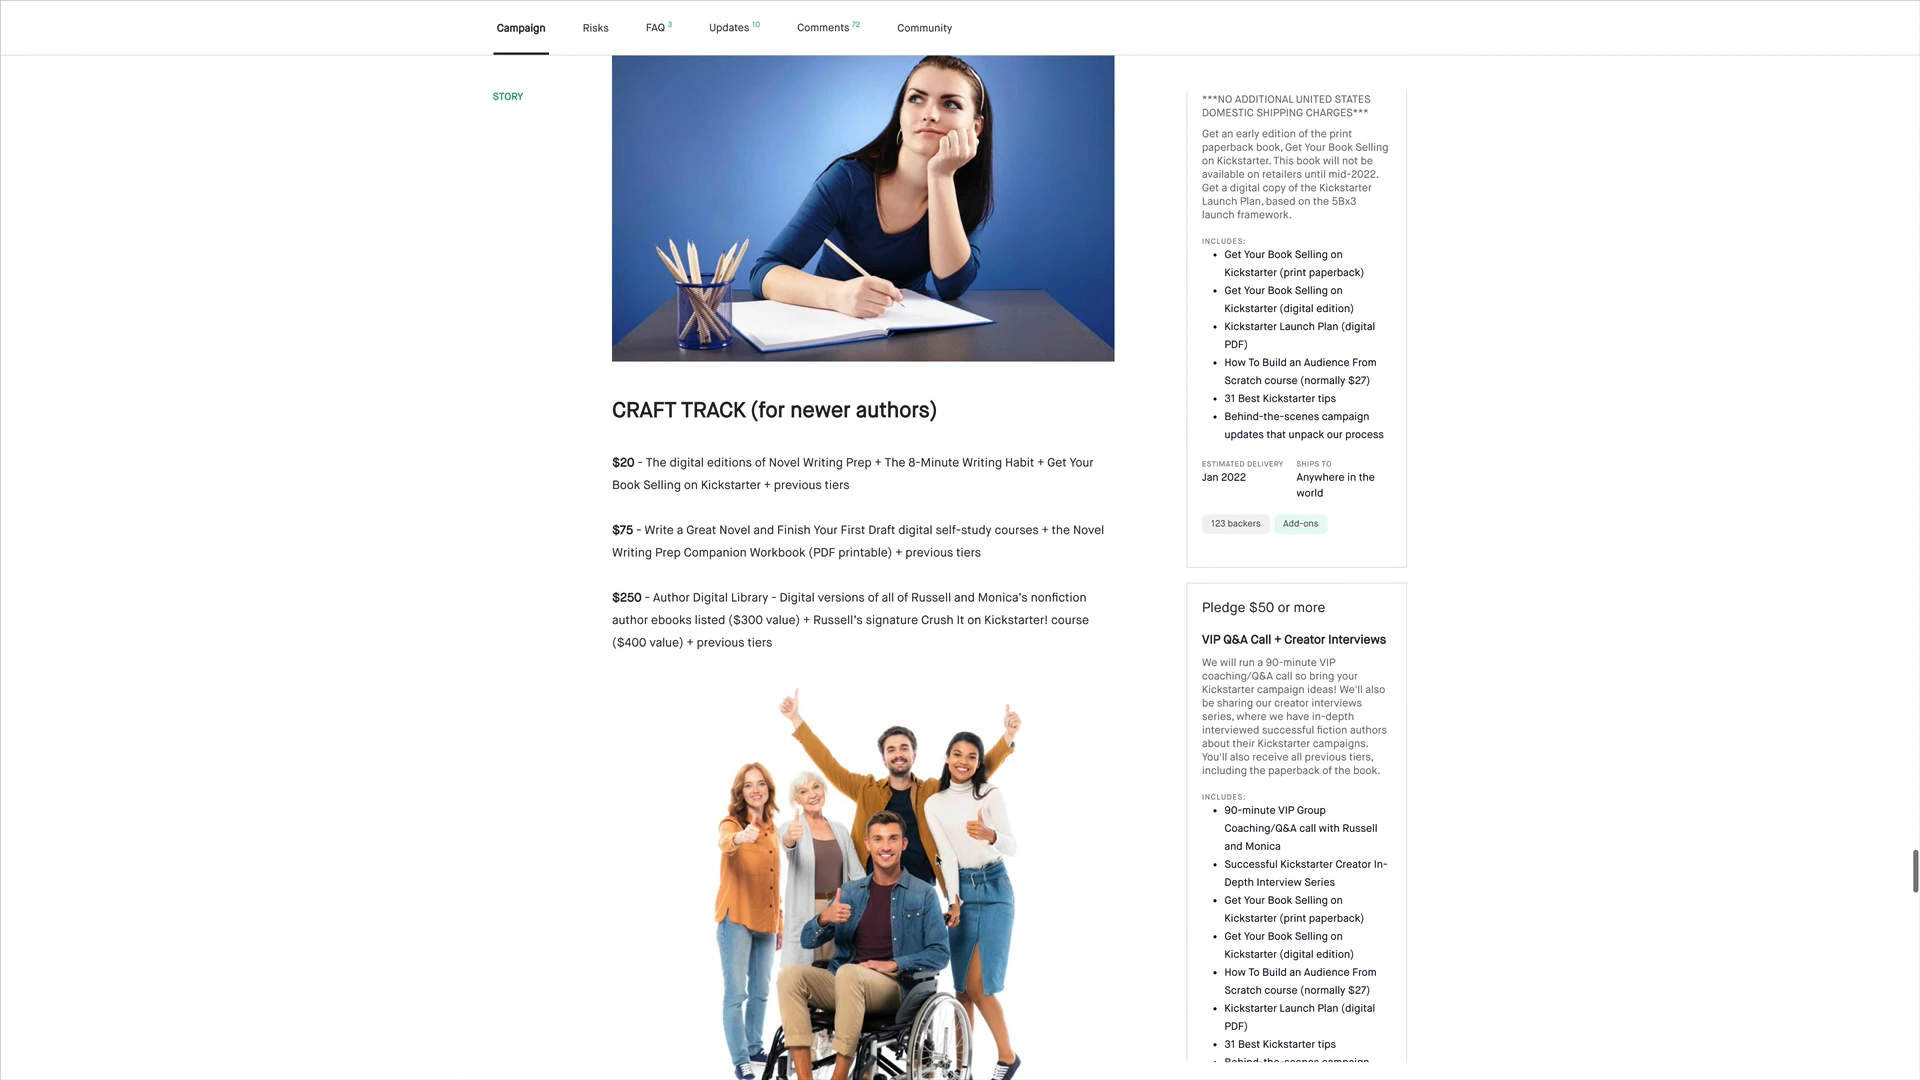 Campaign
Risks
FAQ 3
Updates 10
Comments 72
Community
STORY
CRAFT TRACK (for newer authors)
$20 - The digital editions of Novel Writing Prep + The 8-Minute Writing Habit + Get Your
Book Selling on Kickstarter + previous tiers
$75 - Write a Great Novel and Finish Your First Draft digital self-study courses + the Novel
Writing Prep Companion Workbook (PDF printable) + previous tiers
$250 - Author Digital Library - Digital versions of all of Russell and Monica's nonfiction
author ebooks listed ($300 value) + Russell's signature Crush It on Kickstarter! course
($400 value) + previous tiers
***NO ADDITIONAL UNITED STATES
DOMESTIC SHIPPING CHARGES***
Get an early edition of the print
paperback book, Get Your Book Selling
on Kickstarter. This book will not be
available on retailers until mid-2022.
Get a digital copy of the Kickstarter
Launch Plan, based on the 5Bx3
launch framework.
INCLUDES:
• Get Your Book Selling on
Kickstarter (print paperback)
• Get Your Book Selling on
Kickstarter (digital edition)
• Kickstarter Launch Plan (digital
PDF)
• How To Build an Audience From
Scratch course (normally $27)
• 31 Best Kickstarter tips
• Behind-the-scenes campaign
updates that unpack our process
ESTIMATED DELIVERY
Jan 2022
SHIPS TO
Anywhere in the
world
123 backers
Add-ons
Pledge $50 or more
VIP Q&A Call + Creator Interviews
We will run a 90-minute VIP
coaching/Q&A call so bring your
Kickstarter campaign ideas! We'll also
be sharing our creator interviews
series, where we have in-depth
interviewed successful fiction authors
about their Kickstarter campaigns.
You'll also receive all previous tiers,
including the paperback of the book.
INCLUDES:
• 90-minute VIP Group
Coaching/Q&A call with Russell
and Monica
• Successful Kickstarter Creator In-
Depth Interview Series
• Get Your Book Selling on
Kickstarter (print paperback)
• Get Your Book Selling on
Kickstarter (digital edition)
• How To Build an Audience From
Scratch course (normally $27)
• Kickstarter Launch Plan (digital
PDF)
• 31 Best Kickstarter tips
Behind-the-scenes campaign